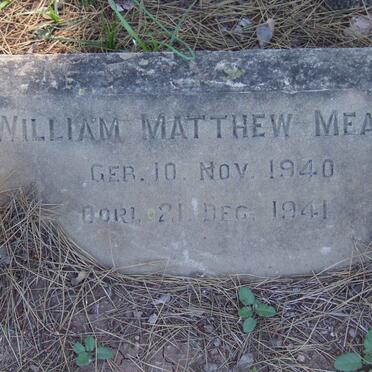 WILLIAM MATTHEW MEA
GEB. 10 NOV. 1940
OORL. 21 DEC. 1941